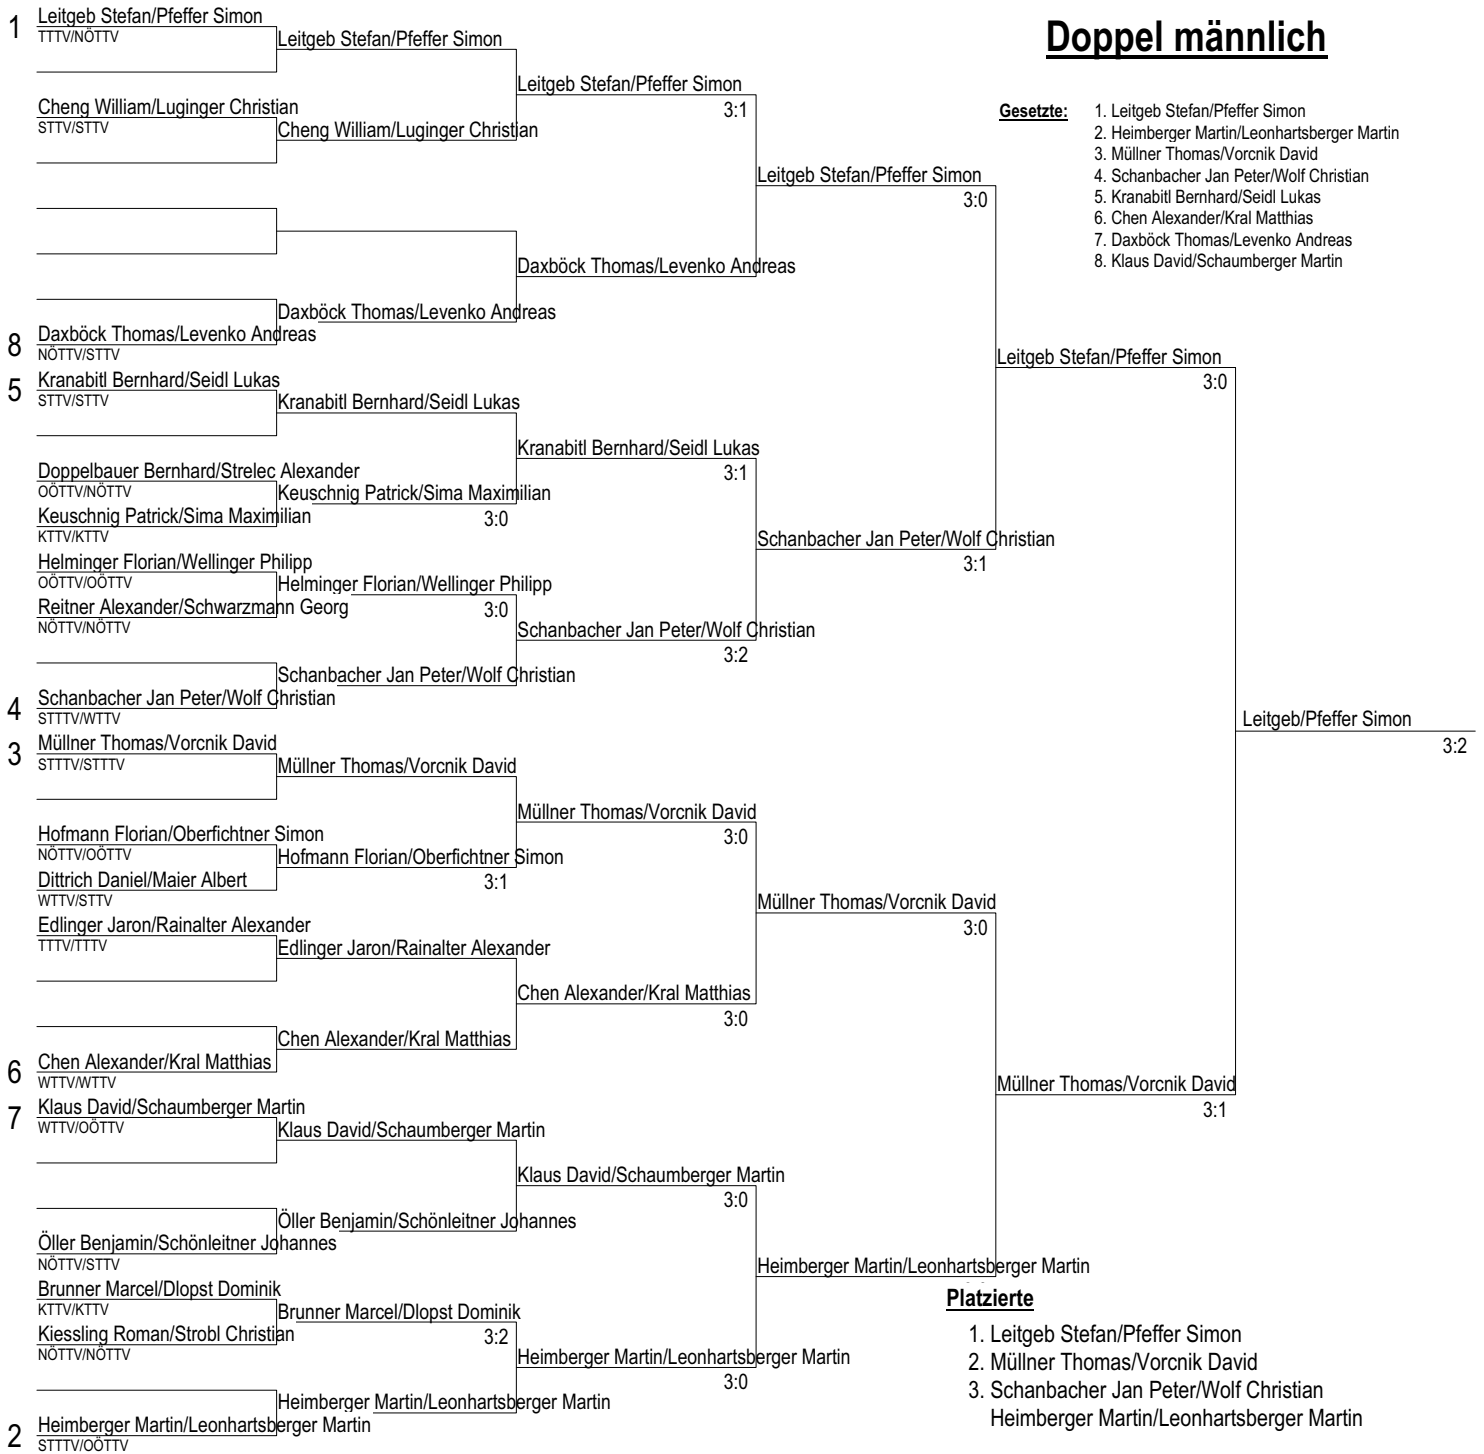 Doppel männlich
Gesetzte:
1. Leitgeb Stefan/Pfeffer Simon
2. Heimberger Martin/Leonhartsberger Martin
3. Müllner Thomas/Vorcnik David
4. Schanbacher Jan Peter/Wolf Christian
5. Kranabitl Bernhard/Seidl Lukas
6. Chen Alexander/Kral Matthias
7. Daxböck Thomas/Levenko Andreas
8. Klaus David/Schaumberger Martin
1 Leitgeb Stefan/Pfeffer Simon
TTTV/NÖTTV
Cheng William/Luginger Christian
STTV/STTV
8 Daxböck Thomas/Levenko Andreas
NÖTTV/STTV
5 Kranabitl Bernhard/Seidl Lukas
STTV/STTV
Doppelbauer Bernhard/Strelec Alexander
OÖTTV/NÖTTV
Keuschnig Patrick/Sima Maximilian
KTTV/KTTV
Helminger Florian/Wellinger Philipp
OÖTTV/OÖTTV
Reitner Alexander/Schwarzmann Georg
NÖTTV/NÖTTV
4 Schanbacher Jan Peter/Wolf Christian
STTTV/WTTV
3 Müllner Thomas/Vorcnik David
STTTV/STTTV
Hofmann Florian/Oberfichtner Simon
NÖTTV/OÖTTV
Dittrich Daniel/Maier Albert
WTTV/STTV
Edlinger Jaron/Rainalter Alexander
TTTV/TTTV
6 Chen Alexander/Kral Matthias
WTTV/WTTV
7 Klaus David/Schaumberger Martin
WTTV/OÖTTV
Öller Benjamin/Schönleitner Johannes
NÖTTV/STTV
Brunner Marcel/Dlopst Dominik
KTTV/KTTV
Kiessling Roman/Strobl Christian
NÖTTV/NÖTTV
2 Heimberger Martin/Leonhartsberger Martin
STTTV/OÖTTV
Leitgeb Stefan/Pfeffer Simon
Cheng William/Luginger Christian
Daxböck Thomas/Levenko Andreas
Kranabitl Bernhard/Seidl Lukas
Keuschnig Patrick/Sima Maximilian
3:0
Helminger Florian/Wellinger Philipp
3:0
Schanbacher Jan Peter/Wolf Christian
Müllner Thomas/Vorcnik David
Hofmann Florian/Oberfichtner Simon
3:1
Edlinger Jaron/Rainalter Alexander
Chen Alexander/Kral Matthias
Klaus David/Schaumberger Martin
Öller Benjamin/Schönleitner Johannes
Brunner Marcel/Dlopst Dominik
3:2
Heimberger Martin/Leonhartsberger Martin
Leitgeb Stefan/Pfeffer Simon
3:1
Daxböck Thomas/Levenko Andreas
Kranabitl Bernhard/Seidl Lukas
3:1
Schanbacher Jan Peter/Wolf Christian
3:2
Müllner Thomas/Vorcnik David
3:0
Chen Alexander/Kral Matthias
3:0
Klaus David/Schaumberger Martin
3:0
Heimberger Martin/Leonhartsberger Martin
3:0
Leitgeb Stefan/Pfeffer Simon
3:0
Schanbacher Jan Peter/Wolf Christian
3:1
Müllner Thomas/Vorcnik David
3:0
Heimberger Martin/Leonhartsberger Martin
Leitgeb Stefan/Pfeffer Simon
3:0
Müllner Thomas/Vorcnik David
3:1
Leitgeb/Pfeffer Simon
3:2
Platzierte
1. Leitgeb Stefan/Pfeffer Simon
2. Müllner Thomas/Vorcnik David
3. Schanbacher Jan Peter/Wolf Christian
Heimberger Martin/Leonhartsberger Martin